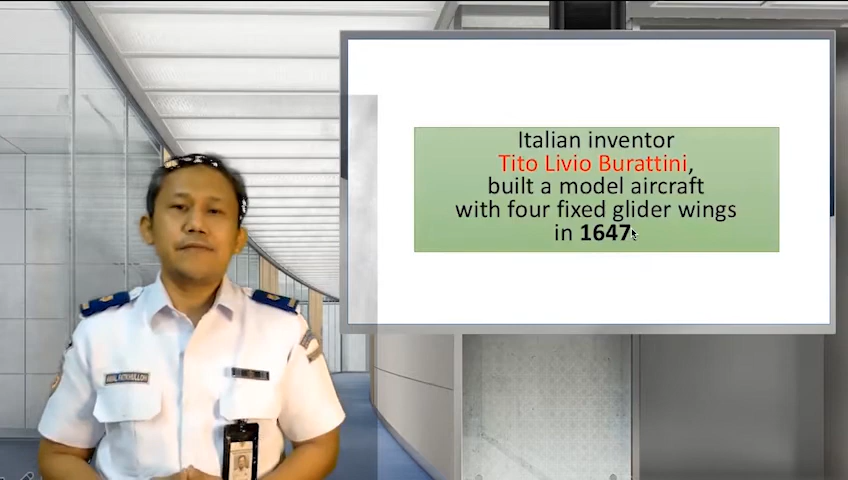 Italian inventor
Tito Livio Burattini,
built a model aircraft
with four fixed glider wings
in 1647.